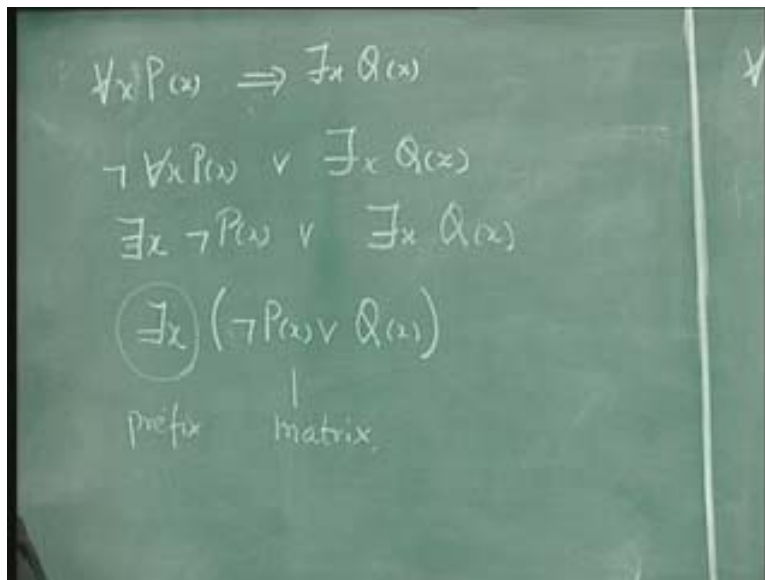 ∀x P(x) ⇒ ∃x Q(x)
¬ ∀x P(x) ∨ ∃x Q(x)
∃x ¬ P(x) ∨ ∃x Q(x)
∃x (¬ P(x) ∨ Q(x))
prefix matrix
∀